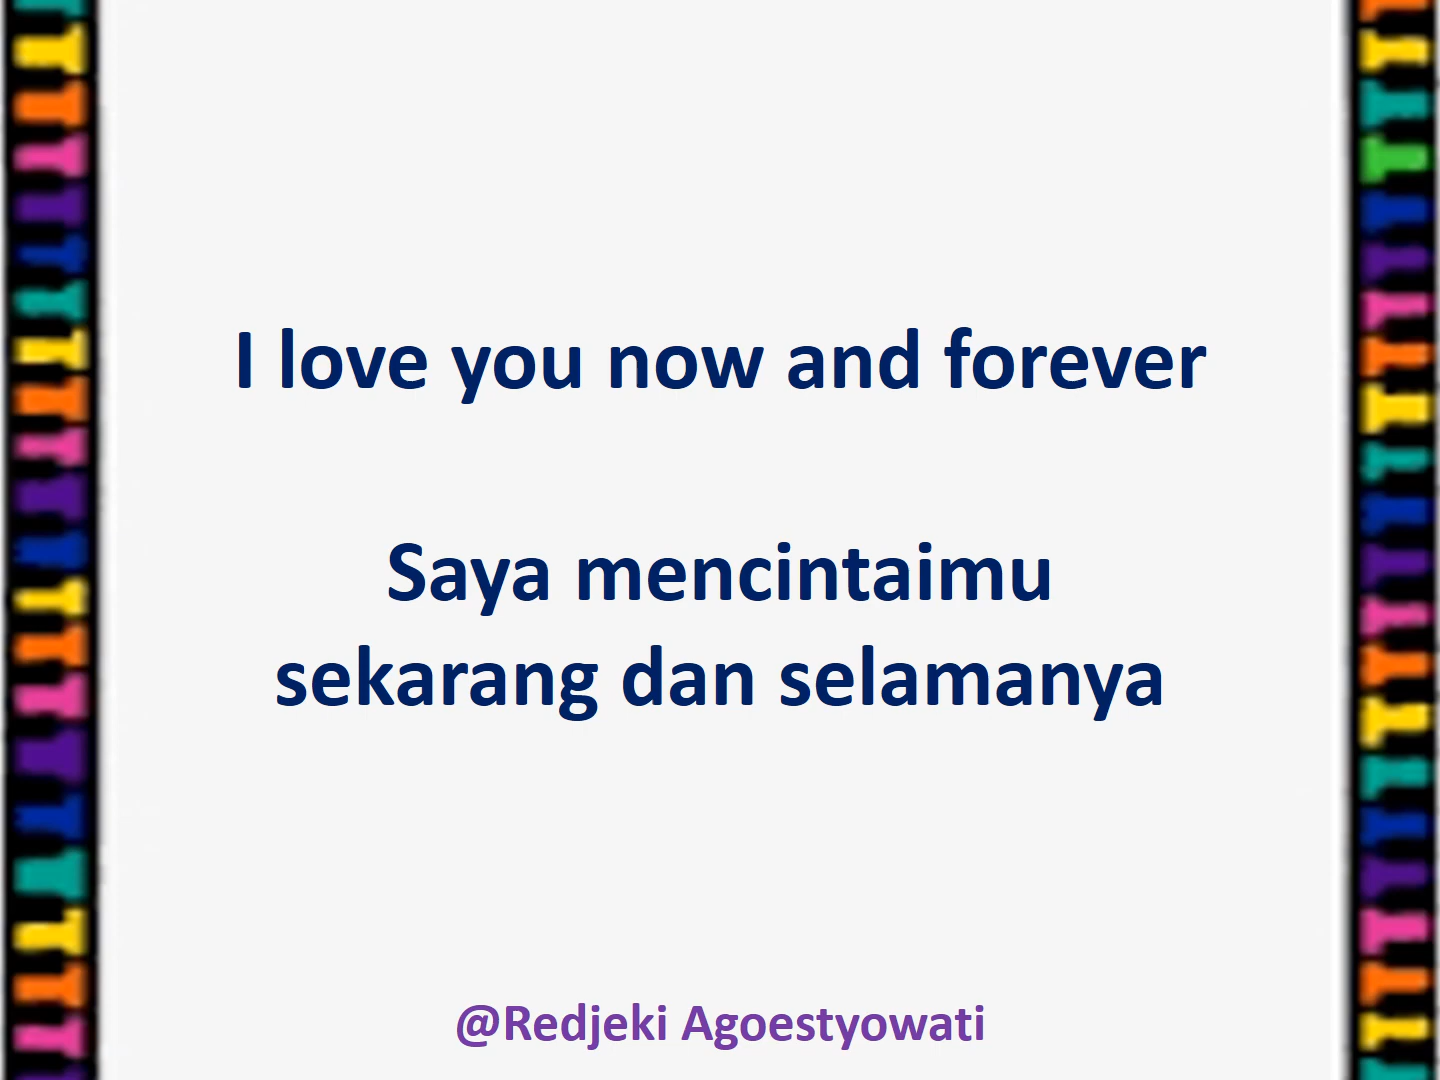 I love you now and forever
Saya mencintaimu
sekarang dan selamanya
@Redjeki Agoestyowati